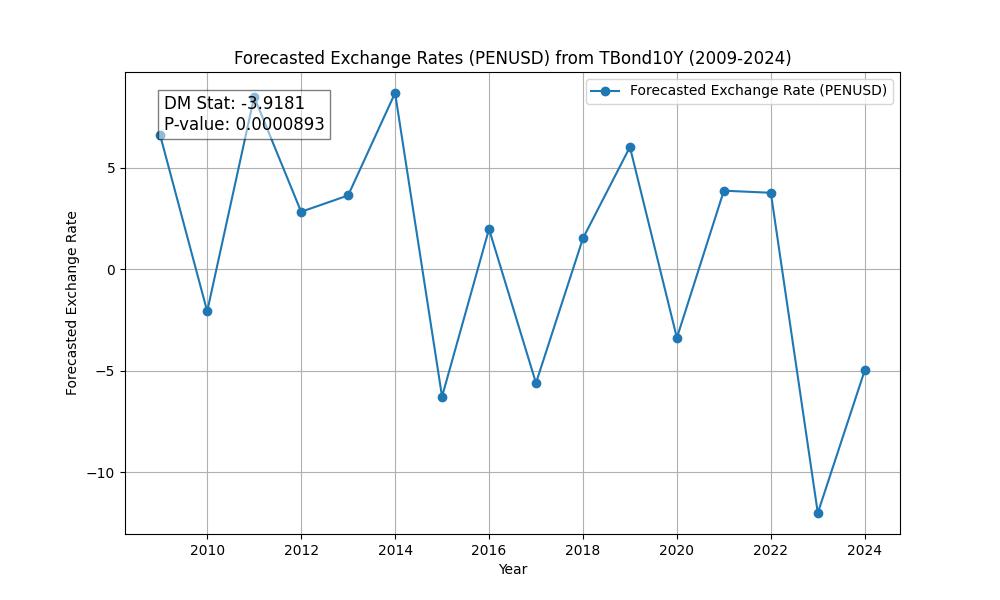 Forecasted Exchange Rates (PENUSD) from TBond10Y (2009-2024)
DM Stat: -3.9181
P-value: 0.0000893
Forecasted Exchange Rate (PENUSD)
Forecasted Exchange Rate
5
0
−5
−10
2010 2012 2014 2016 2018 2020 2022 2024
Year